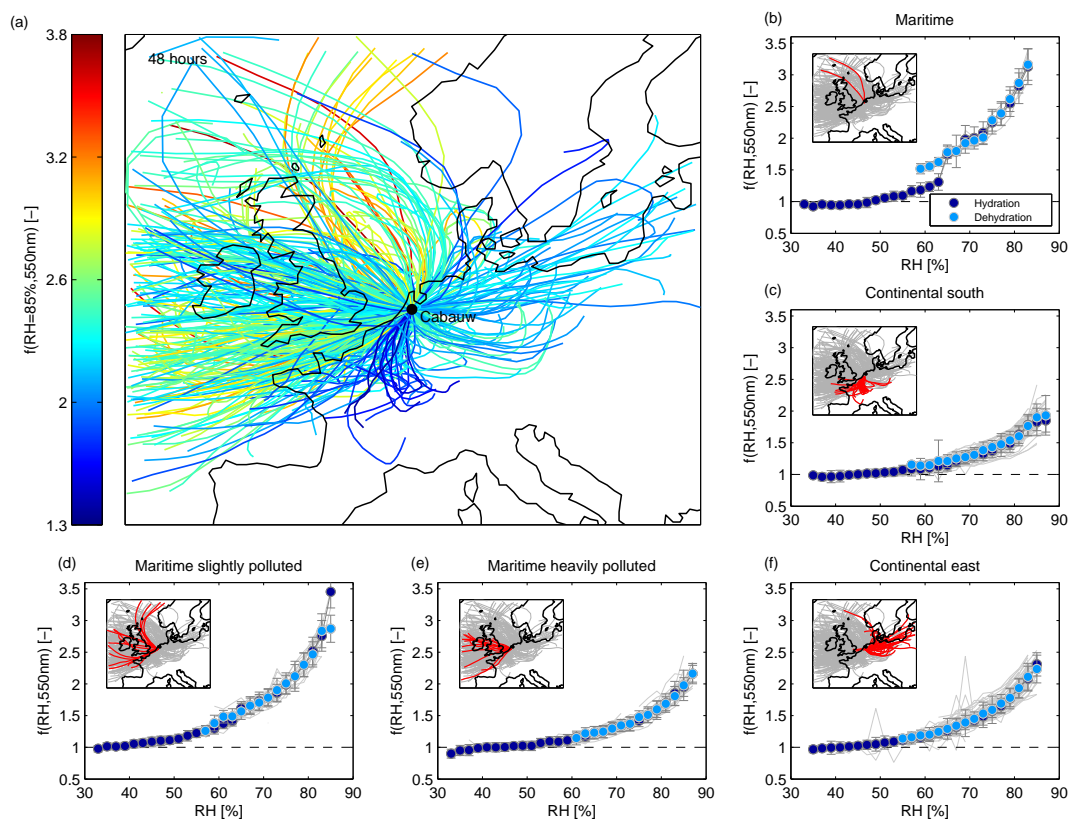 (a)
3.8
3.2
2.6
2
1.3
f(RH=85%,550nm) [–]
48 hours
Cabauw
(b)
Maritime
3.5
3
2.5
2
1.5
1
0.5
f(RH,550nm) [–]
Hydration
Dehydration
30 40 50 60 70 80 90
RH [%]
(c)
Continental south
3.5
3
2.5
2
1.5
1
0.5
f(RH,550nm) [–]
30 40 50 60 70 80 90
RH [%]
(d)
Maritime slightly polluted
3.5
3
2.5
2
1.5
1
0.5
f(RH,550nm) [–]
30 40 50 60 70 80 90
RH [%]
(e)
Maritime heavily polluted
3.5
3
2.5
2
1.5
1
0.5
f(RH,550nm) [–]
30 40 50 60 70 80 90
RH [%]
(f)
Continental east
3.5
3
2.5
2
1.5
1
0.5
f(RH,550nm) [–]
30 40 50 60 70 80 90
RH [%]